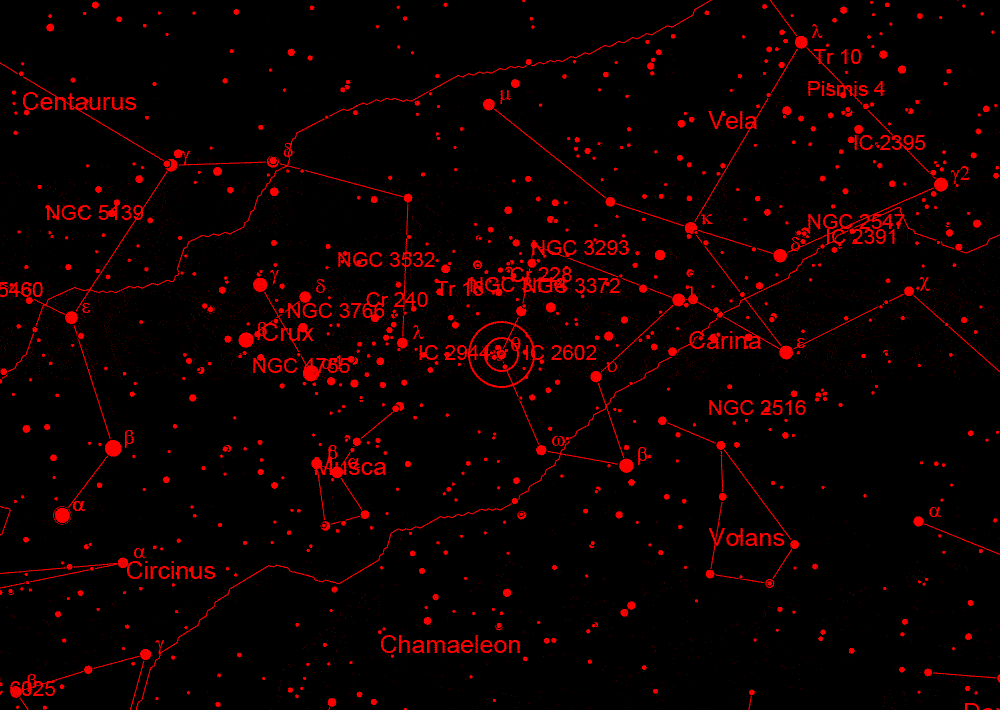 λ
Tr 10
Pismis 4
μ
Centaurus
Vela
IC 2395
γ
δ
γ2
NGC 5139
κ
NGC 2547
δ
IC 2391
NGC 3293
NGC 3532
Cr 228
γ
NGC 3372
χ
5460
δ
Cr 240
ι
NGC 3766
ε
β
Crux
λ
θ
Carina
ε
IC 2944
IC 2602
NGC 4755
υ
NGC 2516
β
ω
β
β
α
Musca
α
α
Volans
α
Circinus
γ
Chamaeleon
β
6025